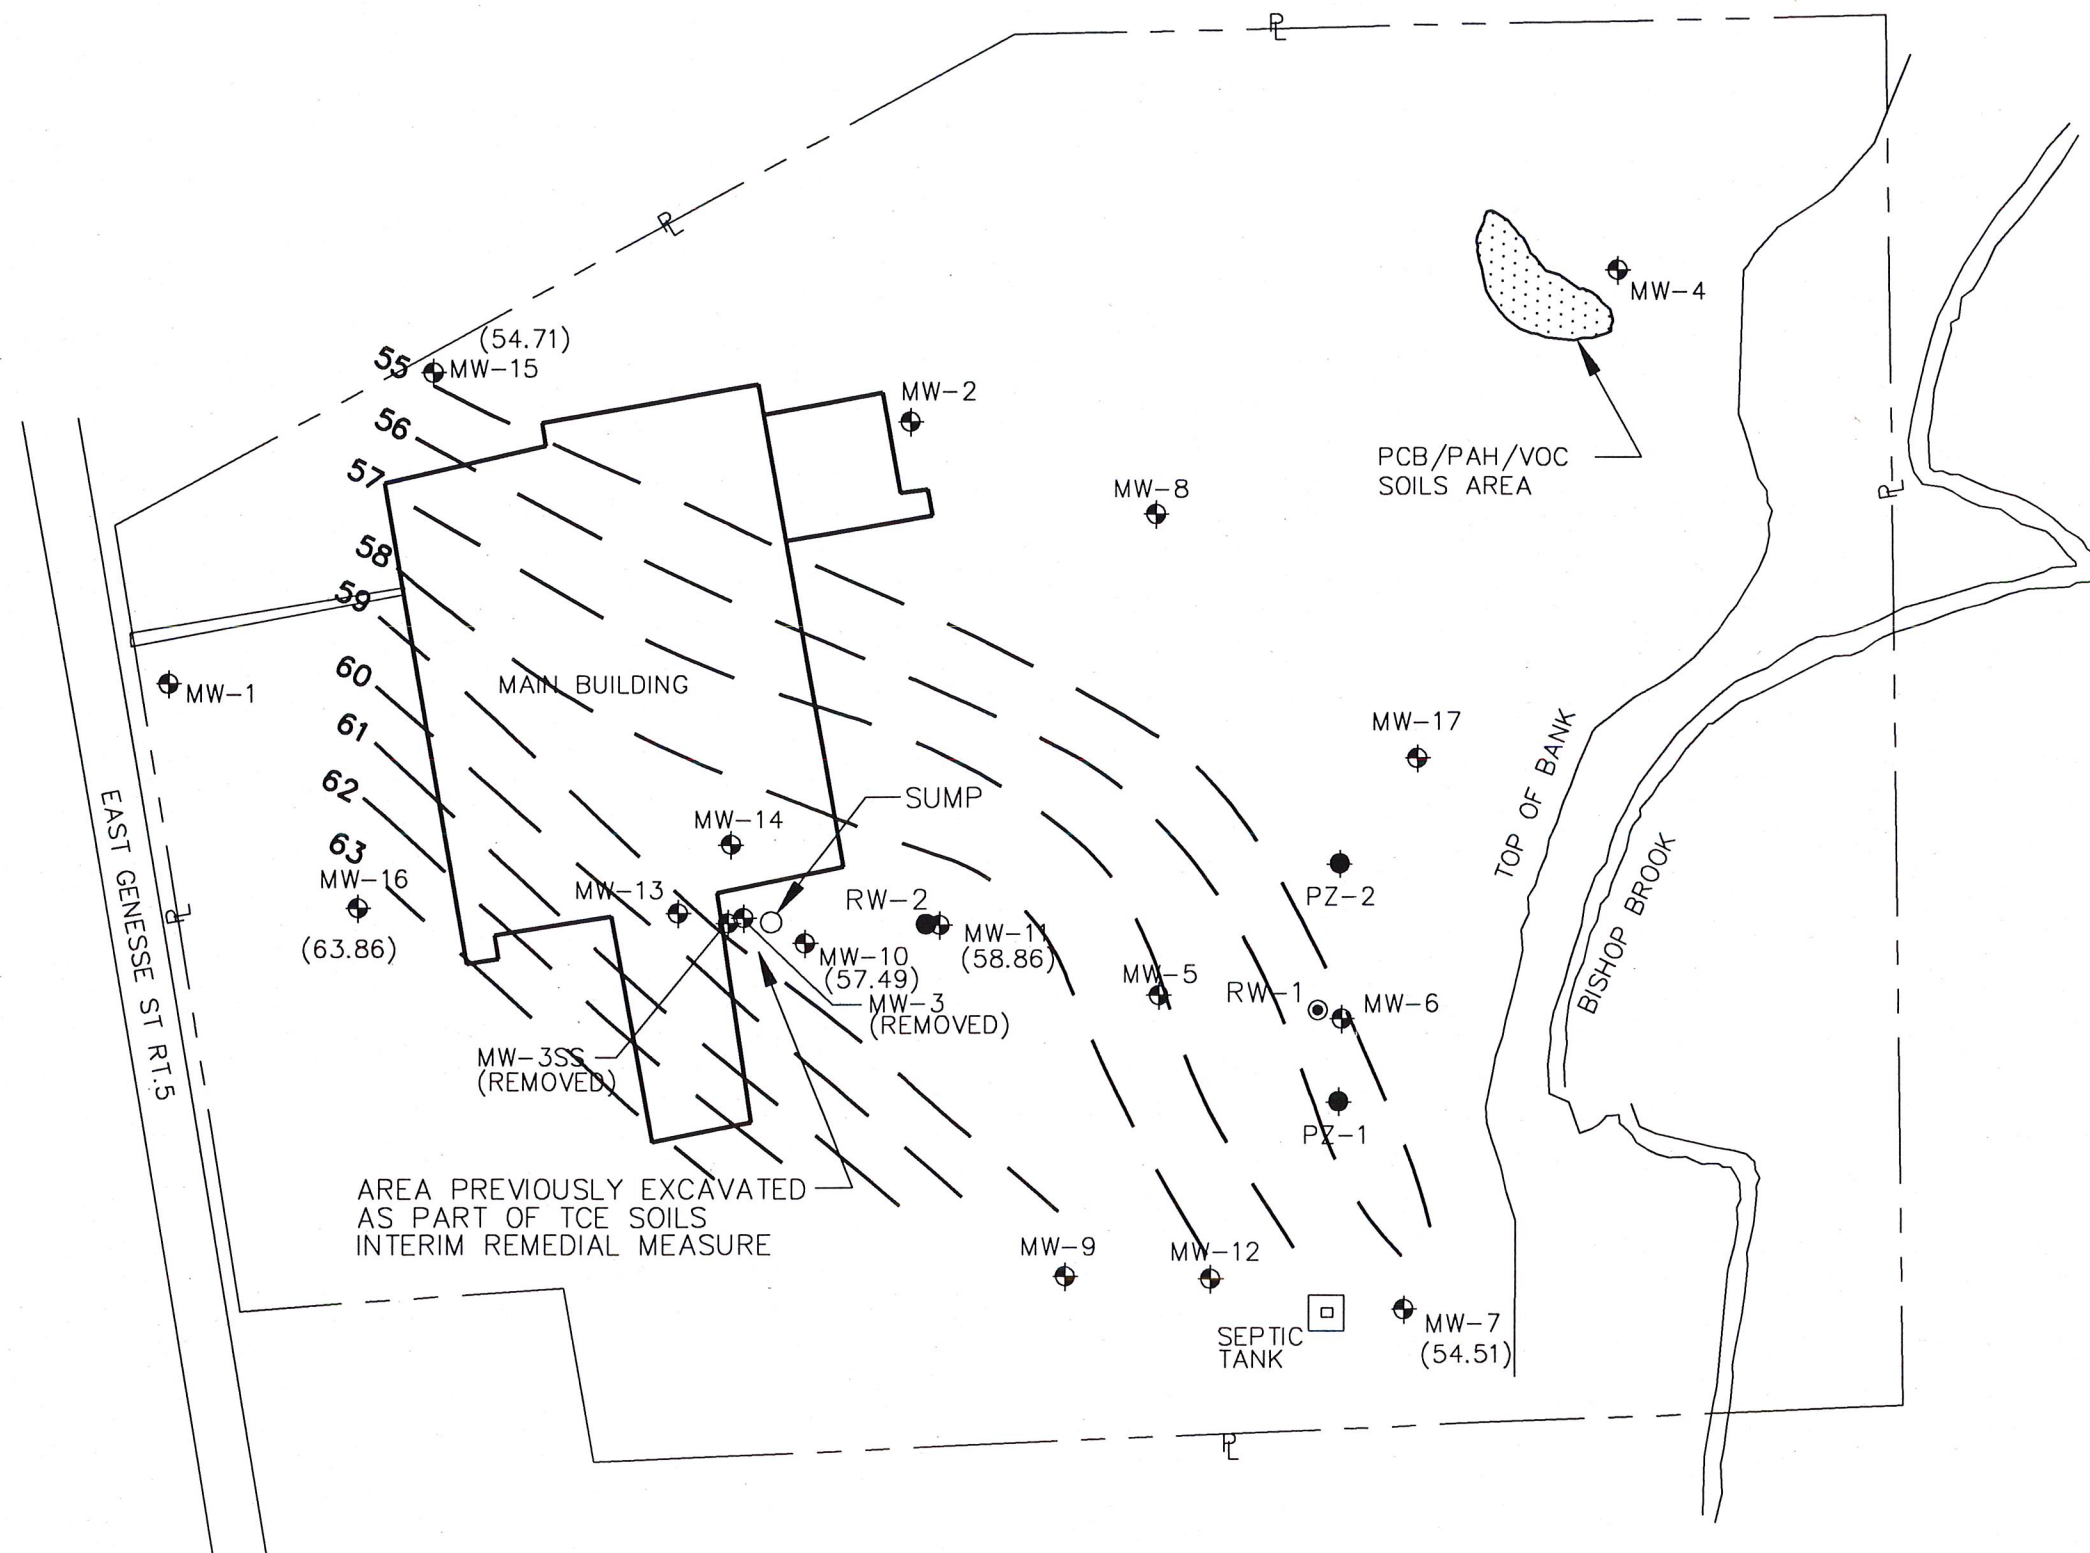 PL
PL
MW-4
(54.71)
55
MW-15
MW-2
56
PCB/PAH/VOC
SOILS AREA
57
MW-8
PL
58
59
60
MAIN BUILDING
MW-1
61
MW-17
62
SUMP
TOP OF BANK
MW-14
63
EAST GENESSE ST RT.5
MW-16
MW-13
RW-2
PZ-2
PL
(63.86)
MW-11
(58.86)
BISHOP BROOK
MW-10
(57.49)
MW-5
RW-1
MW-6
MW-3
(REMOVED)
MW-3SS
(REMOVED)
PZ-1
AREA PREVIOUSLY EXCAVATED
AS PART OF TCE SOILS
INTERIM REMEDIAL MEASURE
MW-9
MW-12
SEPTIC
TANK
MW-7
(54.51)
PL